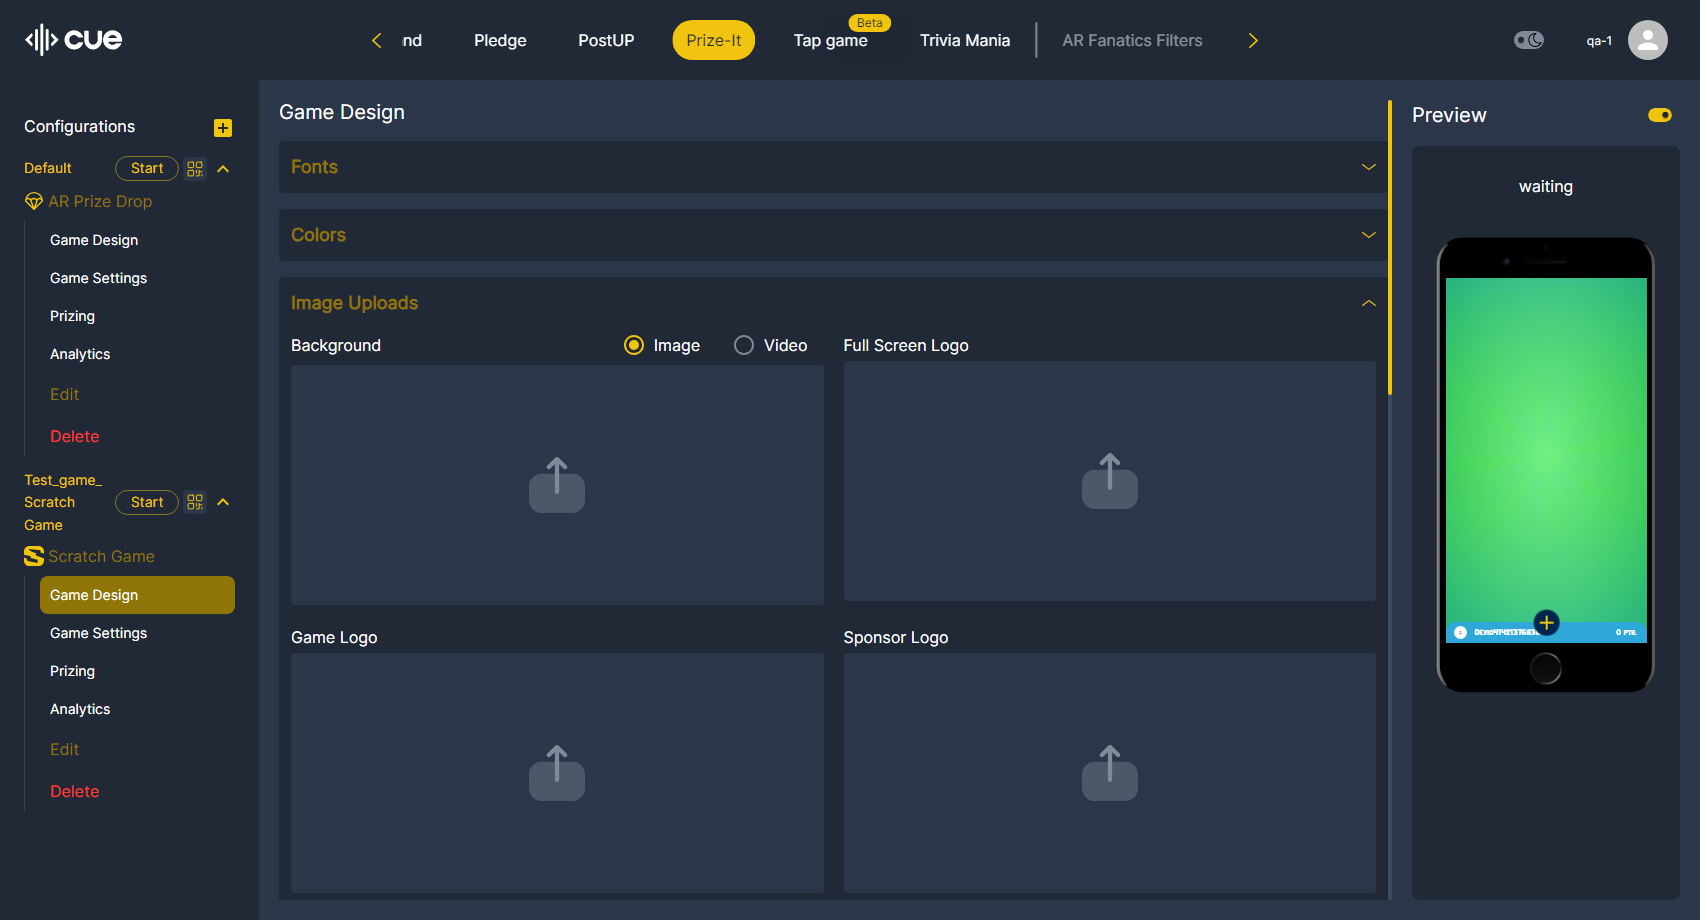 cue
nd
Pledge
PostUP
Prize-It
Beta
Tap game
Trivia Mania
AR Fanatics Filters
qa-1
Configurations
Default
Start
AR Prize Drop
Game Design
Game Settings
Prizing
Analytics
Edit
Delete
Test_game_
Scratch
Game
Start
Scratch Game
Game Design
Game Settings
Prizing
Analytics
Edit
Delete
Game Design
Fonts
Colors
Image Uploads
Background
Image
Video
Full Screen Logo
Game Logo
Sponsor Logo
Preview
waiting
0 PTS.